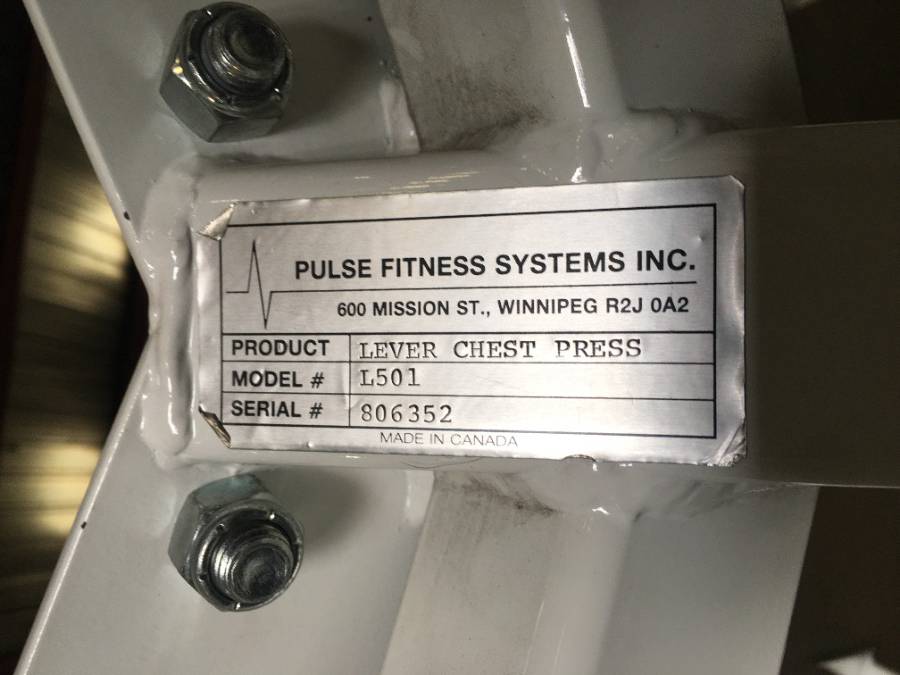 PULSE FITNESS SYSTEMS INC.
600 MISSION ST., WINNIPEG R2J 0A2
PRODUCT LEVER CHEST PRESS
MODEL # L501
SERIAL # 806352
MADE IN CANADA